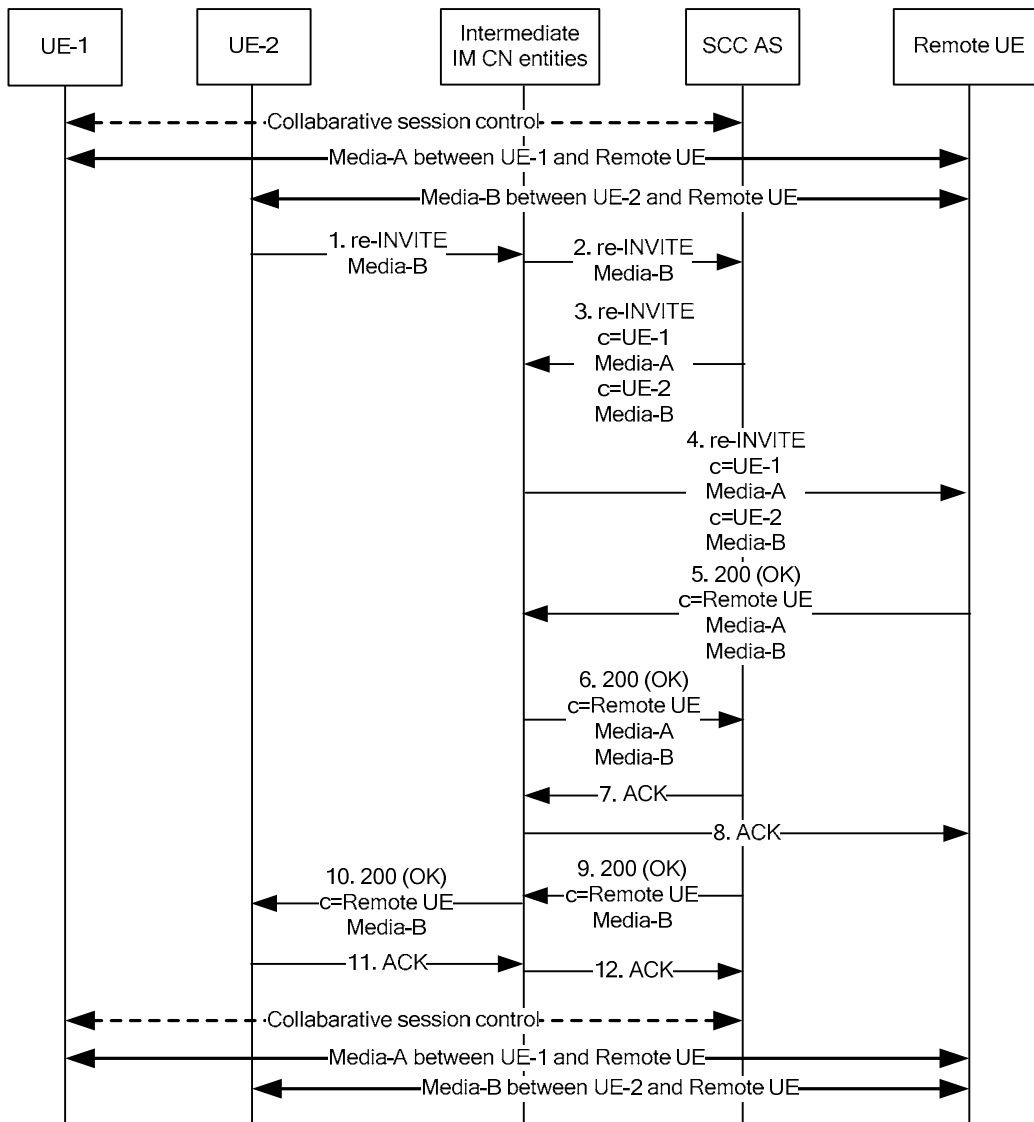 UE-1
UE-2
Intermediate
IM CN entities
SCC AS
Remote UE
Collabarative session control
Media-A between UE-1 and Remote UE
Media-B between UE-2 and Remote UE
1. re-INVITE
Media-B
2. re-INVITE
Media-B
3. re-INVITE
c=UE-1
Media-A
c=UE-2
Media-B
4. re-INVITE
c=UE-1
Media-A
c=UE-2
Media-B
5. 200 (OK)
c=Remote UE
Media-A
Media-B
6. 200 (OK)
c=Remote UE
Media-A
Media-B
7. ACK
8. ACK
9. 200 (OK)
c=Remote UE
Media-B
10. 200 (OK)
c=Remote UE
Media-B
11. ACK
12. ACK
Collabarative session control
Media-A between UE-1 and Remote UE
Media-B between UE-2 and Remote UE